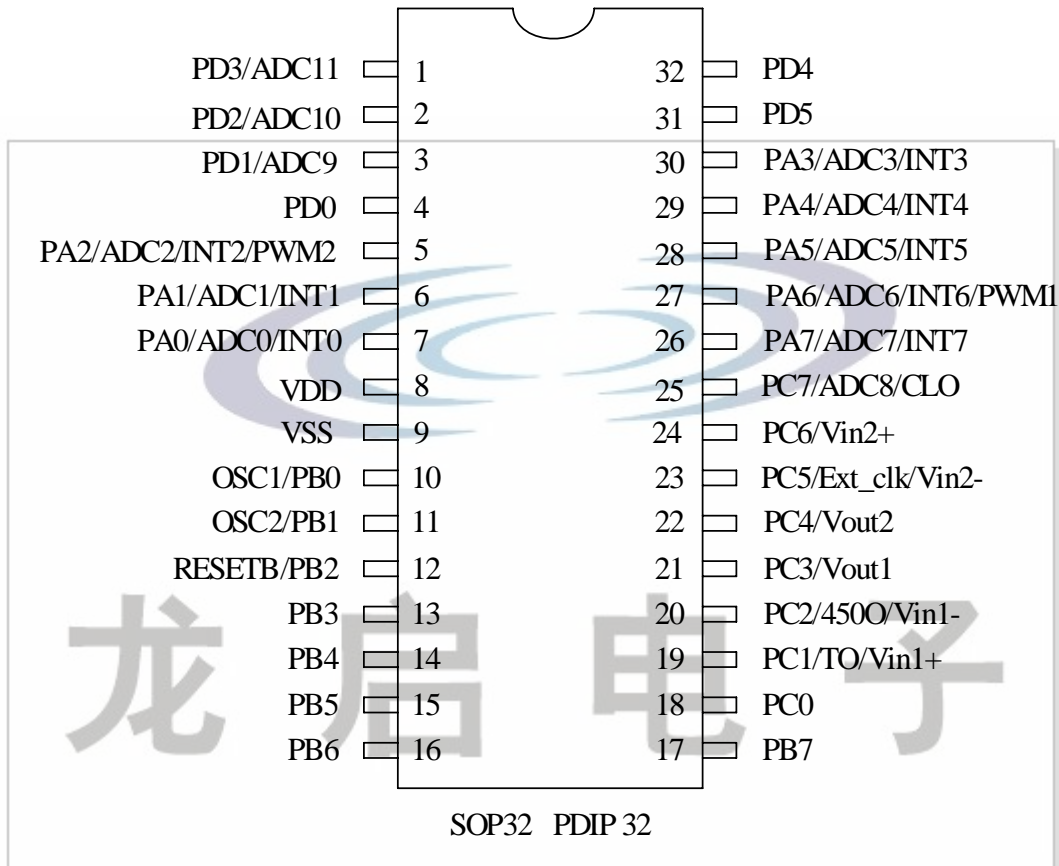 PD3/ADC11 1 32 PD4
PD2/ADC10 2 31 PD5
PD1/ADC9 3 30 PA3/ADC3/INT3
PD0 4 29 PA4/ADC4/INT4
PA2/ADC2/INT2/PWM2 5 28 PA5/ADC5/INT5
PA1/ADC1/INT1 6 27 PA6/ADC6/INT6/PWM1
PA0/ADC0/INT0 7 26 PA7/ADC7/INT7
VDD 8 25 PC7/ADC8/CLO
VSS 9 24 PC6/Vin2+
OSC1/PB0 10 23 PC5/Ext_clk/Vin2-
OSC2/PB1 11 22 PC4/Vout2
RESETB/PB2 12 21 PC3/Vout1
PB3 13 20 PC2/450O/Vin1-
PB4 14 19 PC1/TO/Vin1+
PB5 15 18 PC0
PB6 16 17 PB7
龙启电子
SOP32 PDIP 32